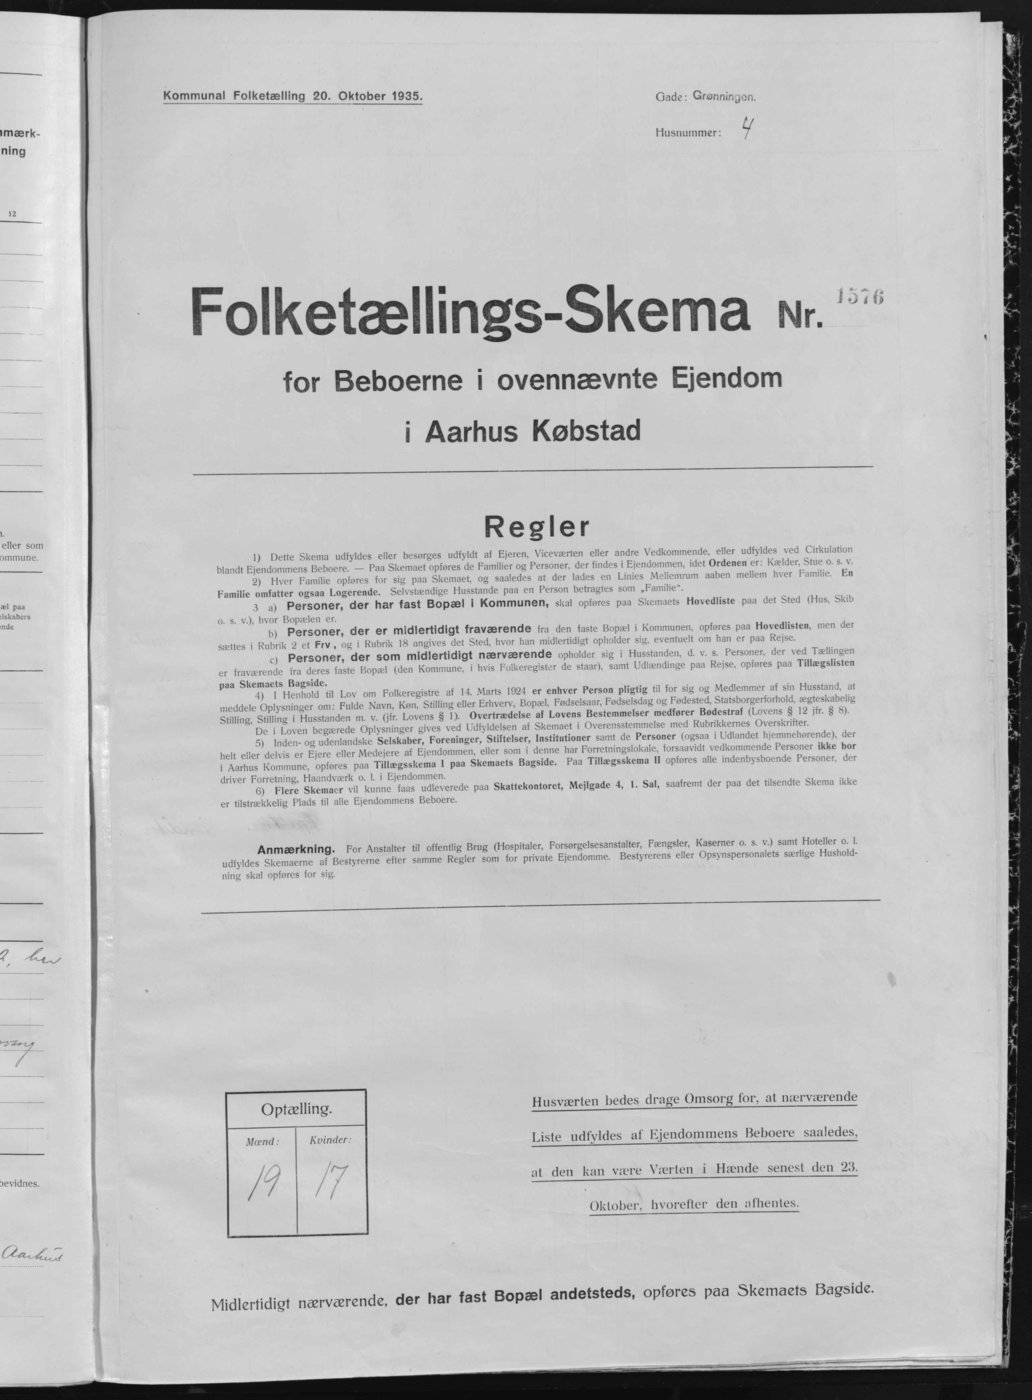 Kommunal Folketælling 20. Oktober 1935.
Gade: Grønningen.
Husnummer: 4
Folketællings-Skema Nr. 1576
for Beboerne i ovennævnte Ejendom
i Aarhus Købstad
Regler
1) Dette Skema udfyldes eller besørges udfyldt af Ejeren, Viceværten eller andre Vedkommende, eller udfyldes ved Cirkulation
blandt Ejendommens Beboere. — Paa Skemaet opføres de Familier og Personer, der findes i Ejendommen, idet Ordenen er: Kælder, Stue o. s. v.
2) Hver Familie opføres for sig paa Skemaet, og saaledes at der lades en Linies Mellemrum aaben mellem hver Familie. En
Familie omfatter ogsaa Logerende. Selvstændige Husstande paa en Person betragtes som „Familie".
3 a) Personer, der har fast Bopæl i Kommunen, skal opføres paa Skemaets Hovedliste paa det Sted (Hus, Skib
o. s. v.), hvor Bopælen er.
b) Personer, der er midlertidigt fraværende fra den faste Bopæl i Kommunen, opføres paa Hovedlisten, men der
sættes i Rubrik 2 et Frv., og i Rubrik 18 angives det Sted, hvor han midlertidigt opholder sig, eventuelt om han er paa Rejse.
c) Personer, der som midlertidigt nærværende opholder sig i Husstanden, d. v. s. Personer, der ved Tællingen
er fraværende fra deres faste Bopæl (den Kommune, i hvis Folkeregister de staar), samt Udlændinge paa Rejse, opføres paa Tillægslisten
paa Skemaets Bagside.
4) I Henhold til Lov om Folkeregistre af 14. Marts 1924 er enhver Person pligtig til for sig og Medlemmer af sin Husstand, at
meddele Oplysninger om: Fulde Navn, Køn, Stilling eller Erhverv, Bopæl, Fødselsaar, Fødselsdag og Fødested, Statsborgerforhold, ægteskabelig
Stilling, Stilling i Husstanden m. v. (jfr. Lovens § 1). Overtrædelse af Lovens Bestemmelser medfører Bødestraf (Lovens § 12 jfr. § 8).
De i Loven begærede Oplysninger gives ved Udfyldelsen af Skemaet i Overensstemmelse med Rubrikkernes Overskrifter.
5) Inden- og udenlandske Selskaber, Foreninger, Stiftelser, Institutioner samt de Personer (ogsaa i Udlandet hjemmehørende), der
helt eller delvis er Ejere eller Medejere af Ejendommen, eller som i denne har Forretningslokale, forsaavidt vedkommende Personer ikke bor
i Aarhus Kommune, opføres paa Tillægsskema I paa Skemaets Bagside. Paa Tillægsskema II opføres alle indenbysboende Personer, der
driver Forretning, Haandværk o. l. i Ejendommen.
6) Flere Skemaer vil kunne faas udleverede paa Skattekontoret, Mejlgade 4, 1. Sal, saafremt der paa det tilsendte Skema ikke
er tilstrækkelig Plads til alle Ejendommens Beboere.
Anmærkning. For Anstalter til offentlig Brug (Hospitaler, Forsørgelsesanstalter, Fængsler, Kaserner o. s. v.) samt Hoteller o. l.
udfyldes Skemaerne af Bestyrerne efter samme Regler som for private Ejendomme. Bestyrerens eller Opsynspersonalets særlige Hushold-
ning skal opføres for sig.
Optælling.
Mænd: Kvinder:
19 17
Husværten bedes drage Omsorg for, at nærværende
Liste udfyldes af Ejendommens Beboere saaledes,
at den kan være Værten i Hænde senest den 23.
Oktober, hvorefter den afhentes.
Midlertidigt nærværende, der har fast Bopæl andetsteds, opføres paa Skemaets Bagside.
mærk-
ning
12
eller som
ommune.
æl paa
elskabers
ende
her
vang
bevidnes.
Aarhus